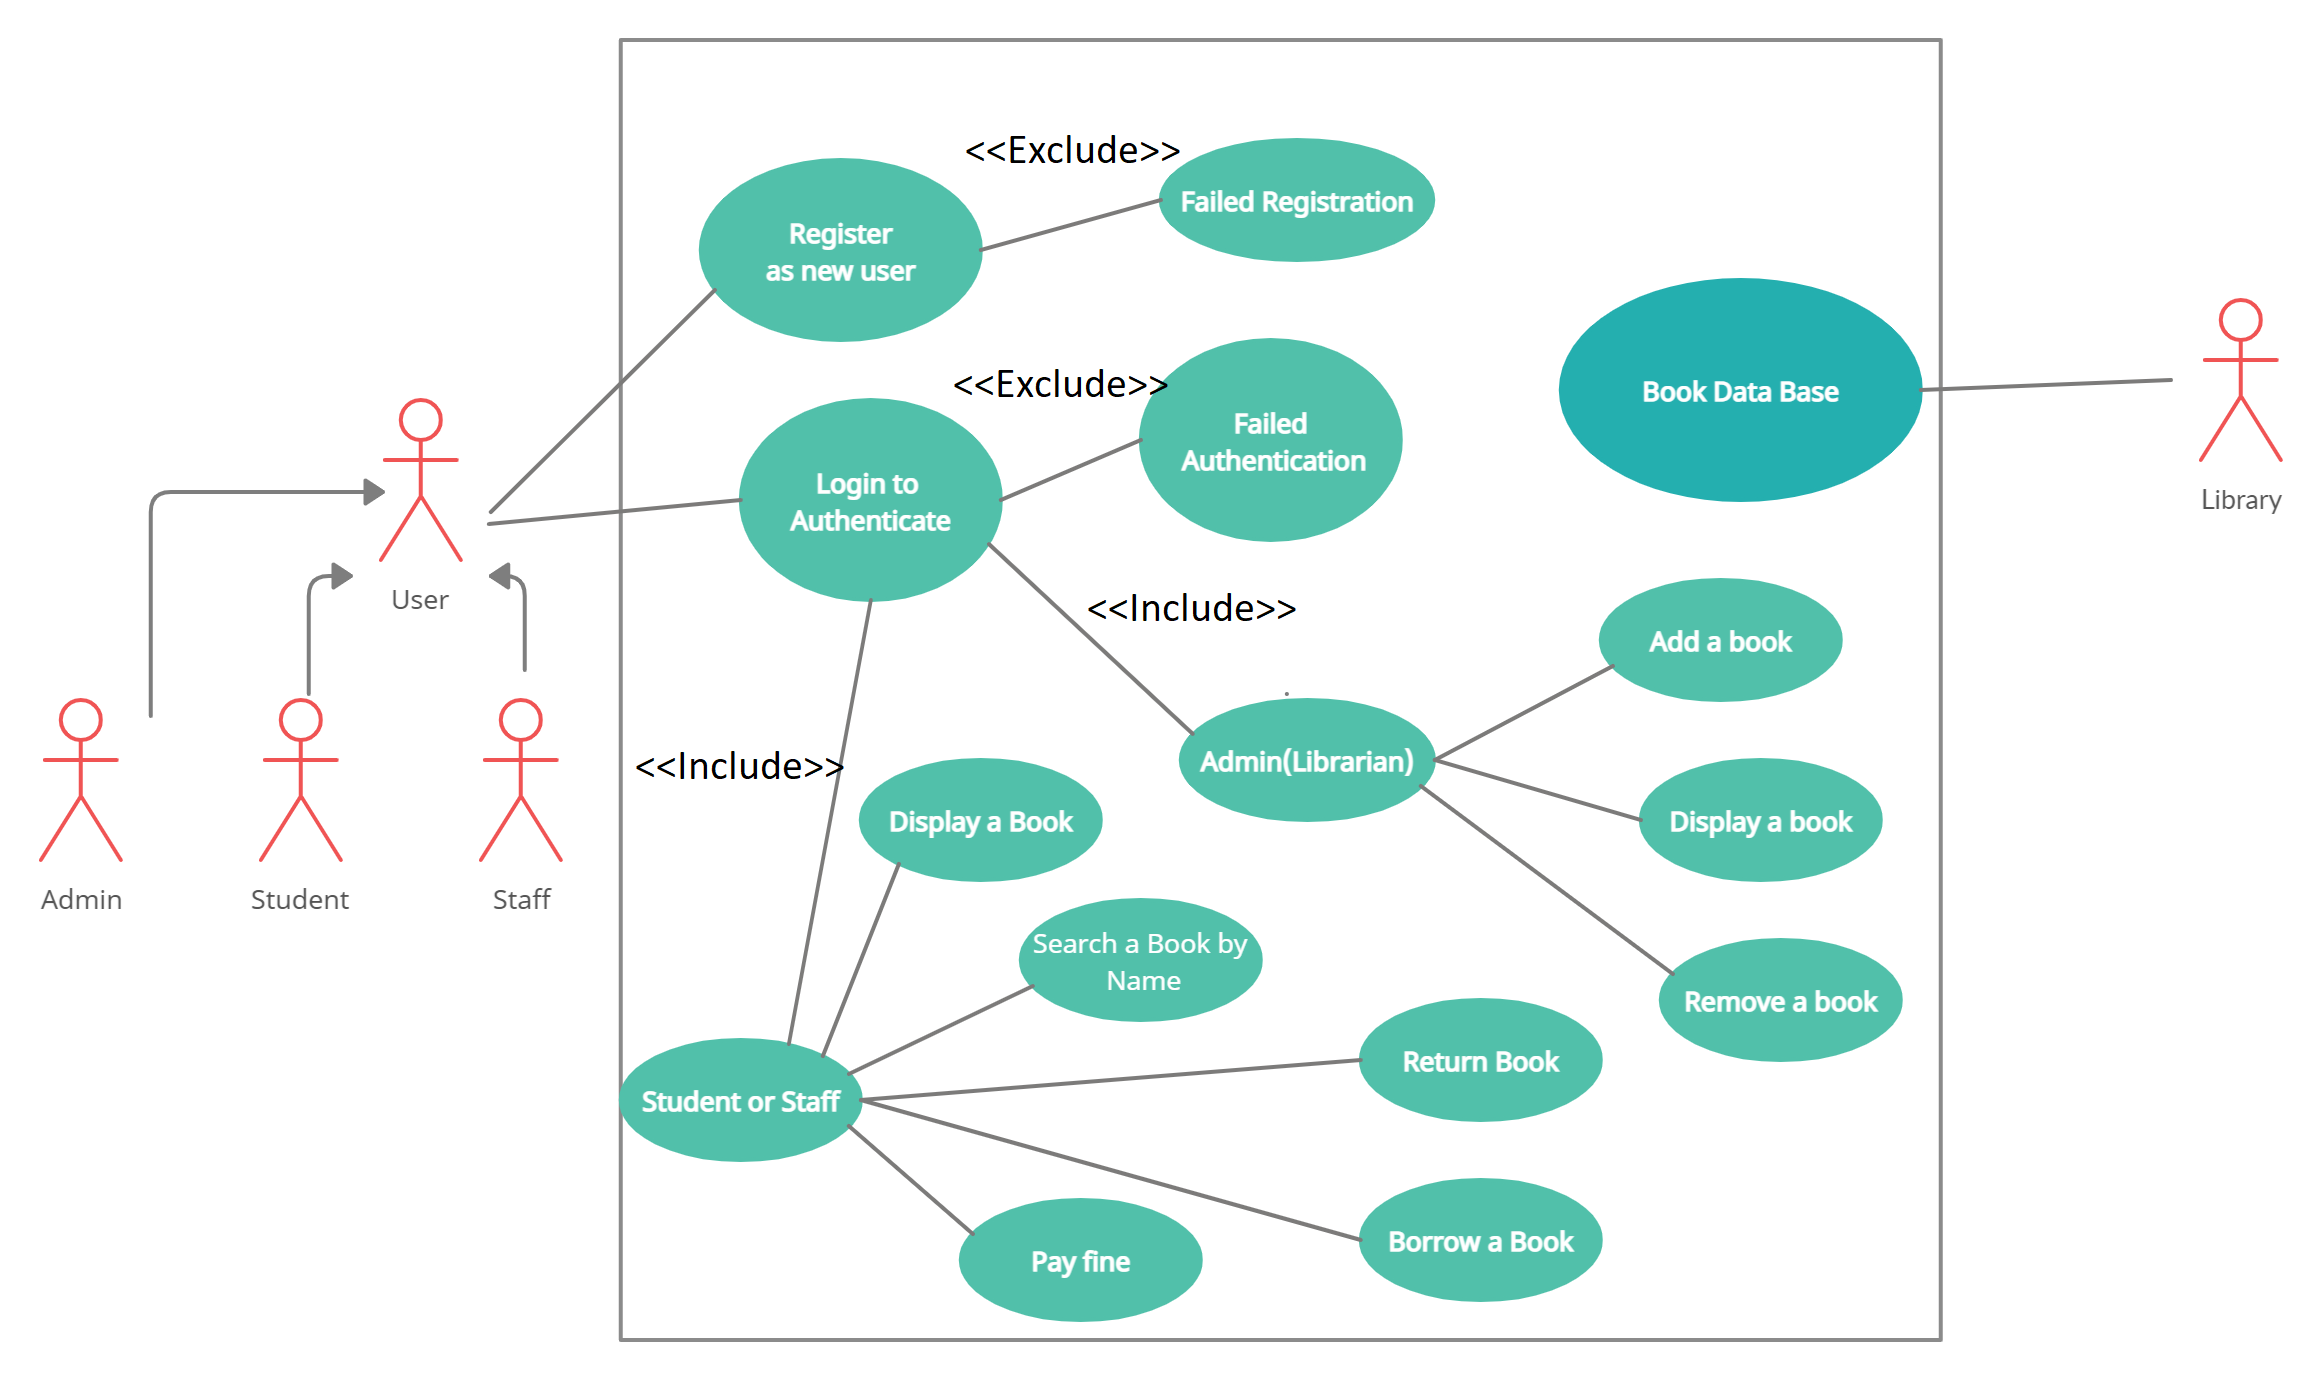 <<Exclude>>
Failed Registration
Register
as new user
<<Exclude>>
Failed
Authentication
Book Data Base
Login to
Authenticate
Library
User
<<Include>>
Add a book
<<Include>>
Admin(Librarian)
Display a Book
Display a book
Admin
Student
Staff
Search a Book by
Name
Remove a book
Return Book
Student or Staff
Borrow a Book
Pay fine